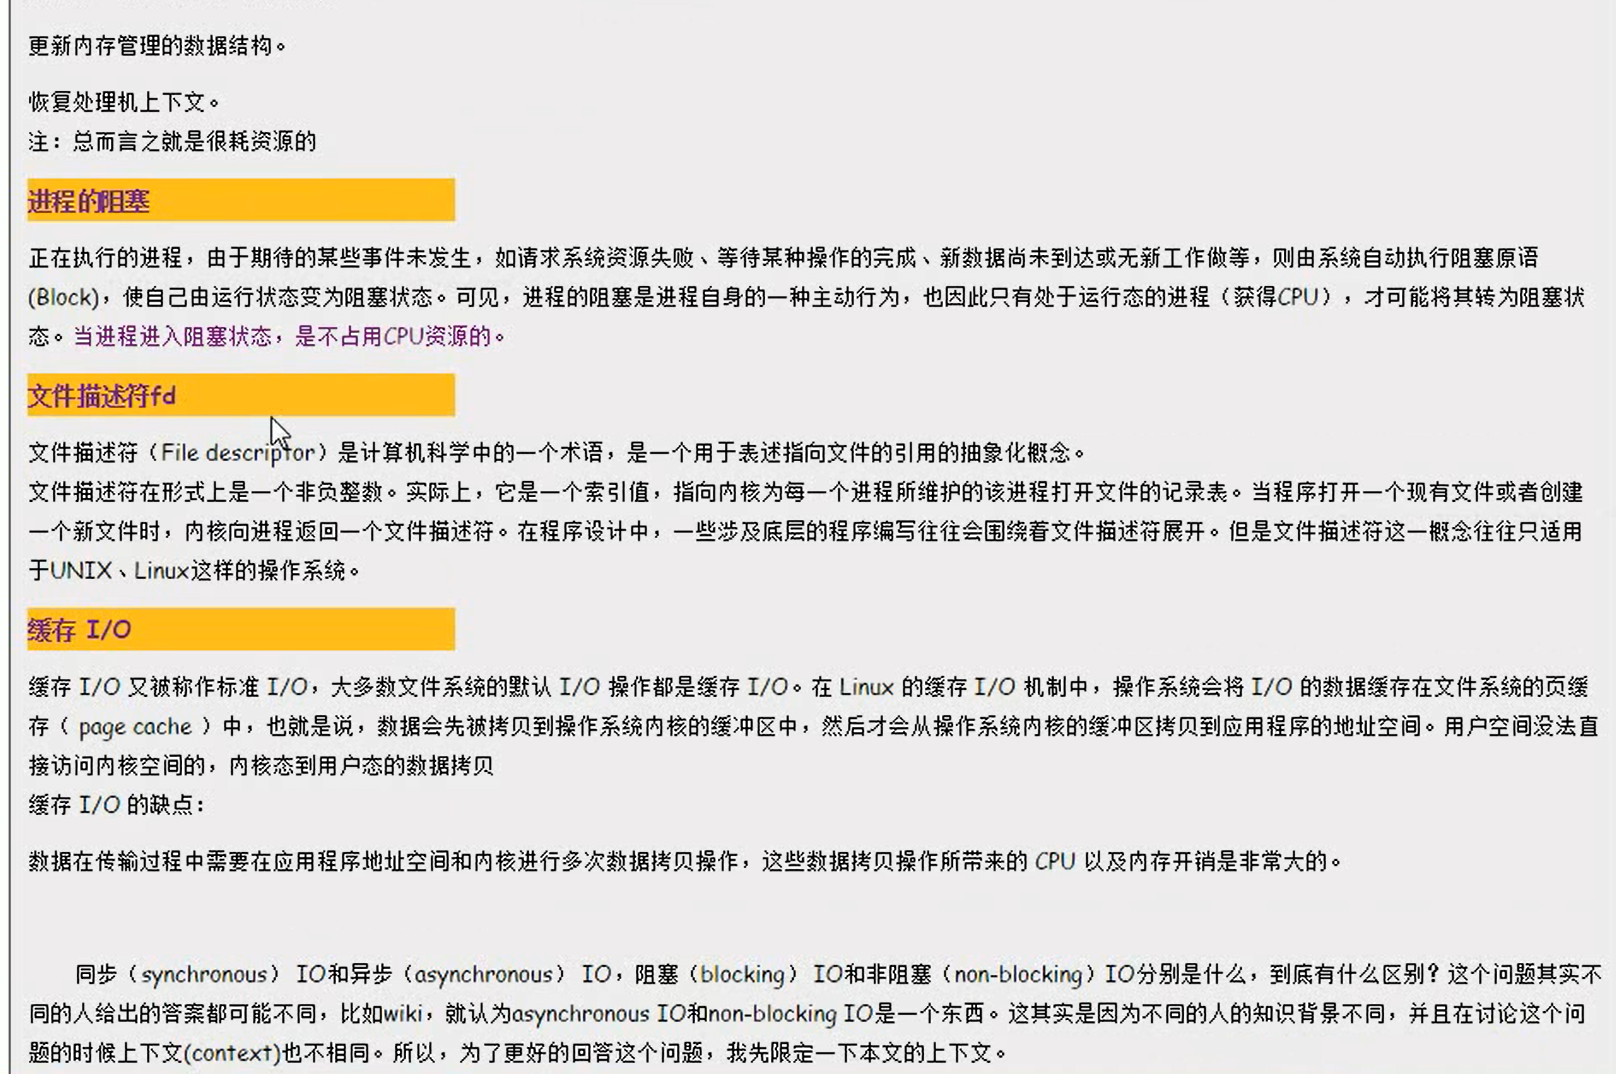 更新内存管理的数据结构。
恢复处理机上下文。
注：总而言之就是很耗资源的
进程的阻塞
正在执行的进程，由于期待的某些事件未发生，如请求系统资源失败、等待某种操作的完成、新数据尚未到达或无新工作做等，则由系统自动执行阻塞原语
(Block)，使自己由运行状态变为阻塞状态。可见，进程的阻塞是进程自身的一种主动行为，也因此只有处于运行态的进程（获得CPU），才可能将其转为阻塞状
态。当进程进入阻塞状态，是不占用CPU资源的。
文件描述符fd
文件描述符（File descriptor）是计算机科学中的一个术语，是一个用于表述指向文件的引用的抽象化概念。
文件描述符在形式上是一个非负整数。实际上，它是一个索引值，指向内核为每一个进程所维护的该进程打开文件的记录表。当程序打开一个现有文件或者创建
一个新文件时，内核向进程返回一个文件描述符。在程序设计中，一些涉及底层的程序编写往往会围绕着文件描述符展开。但是文件描述符这一概念往往只适用
于UNIX、Linux这样的操作系统。
缓存 I/O
缓存 I/O 又被称作标准 I/O，大多数文件系统的默认 I/O 操作都是缓存 I/O。在 Linux 的缓存 I/O 机制中，操作系统会将 I/O 的数据缓存在文件系统的页缓
存（ page cache ）中，也就是说，数据会先被拷贝到操作系统内核的缓冲区中，然后才会从操作系统内核的缓冲区拷贝到应用程序的地址空间。用户空间没法直
接访问内核空间的，内核态到用户态的数据拷贝
缓存 I/O 的缺点：
数据在传输过程中需要在应用程序地址空间和内核进行多次数据拷贝操作，这些数据拷贝操作所带来的 CPU 以及内存开销是非常大的。
同步（synchronous） IO和异步（asynchronous） IO，阻塞（blocking） IO和非阻塞（non-blocking）IO分别是什么，到底有什么区别？这个问题其实不
同的人给出的答案都可能不同，比如wiki，就认为asynchronous IO和non-blocking IO是一个东西。这其实是因为不同的人的知识背景不同，并且在讨论这个问
题的时候上下文(context)也不相同。所以，为了更好的回答这个问题，我先限定一下本文的上下文。